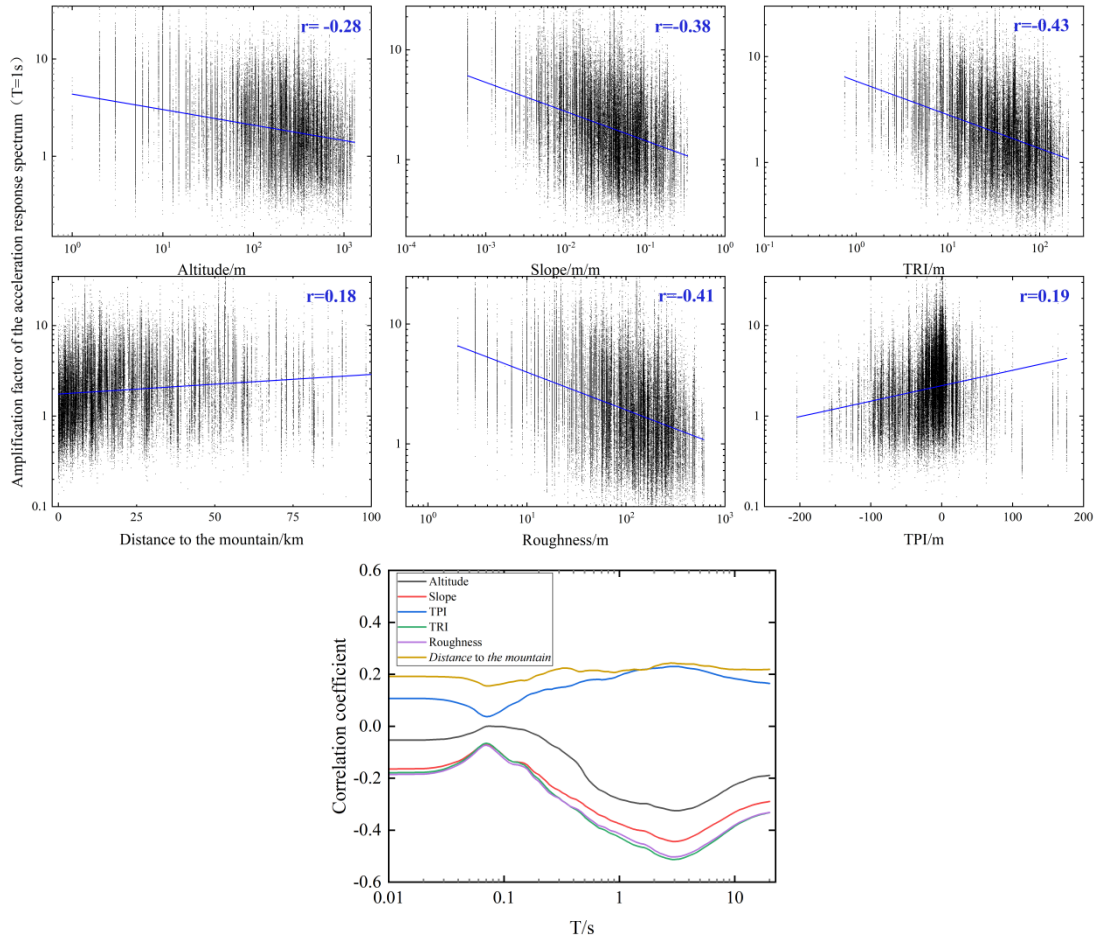 Amplification factor of the acceleration response spectrum (T=1s)
r= -0.28
10
1
10⁰
10¹
10²
10³
Altitude/m
r=-0.38
10
1
10⁻⁴
10⁻³
10⁻²
10⁻¹
10⁰
Slope/m/m
r=-0.43
10
1
10⁻¹
10⁰
10¹
10²
TRI/m
r=0.18
10
1
0.1
0
25
50
75
100
Distance to the mountain/km
r=-0.41
10
1
10⁰
10¹
10²
10³
Roughness/m
r=0.19
10
1
0.1
-200
-100
0
100
200
TPI/m
Correlation coefficient
0.6
0.4
0.2
0.0
-0.2
-0.4
-0.6
Altitude
Slope
TPI
TRI
Roughness
Distance to the mountain
0.01
0.1
1
10
T/s